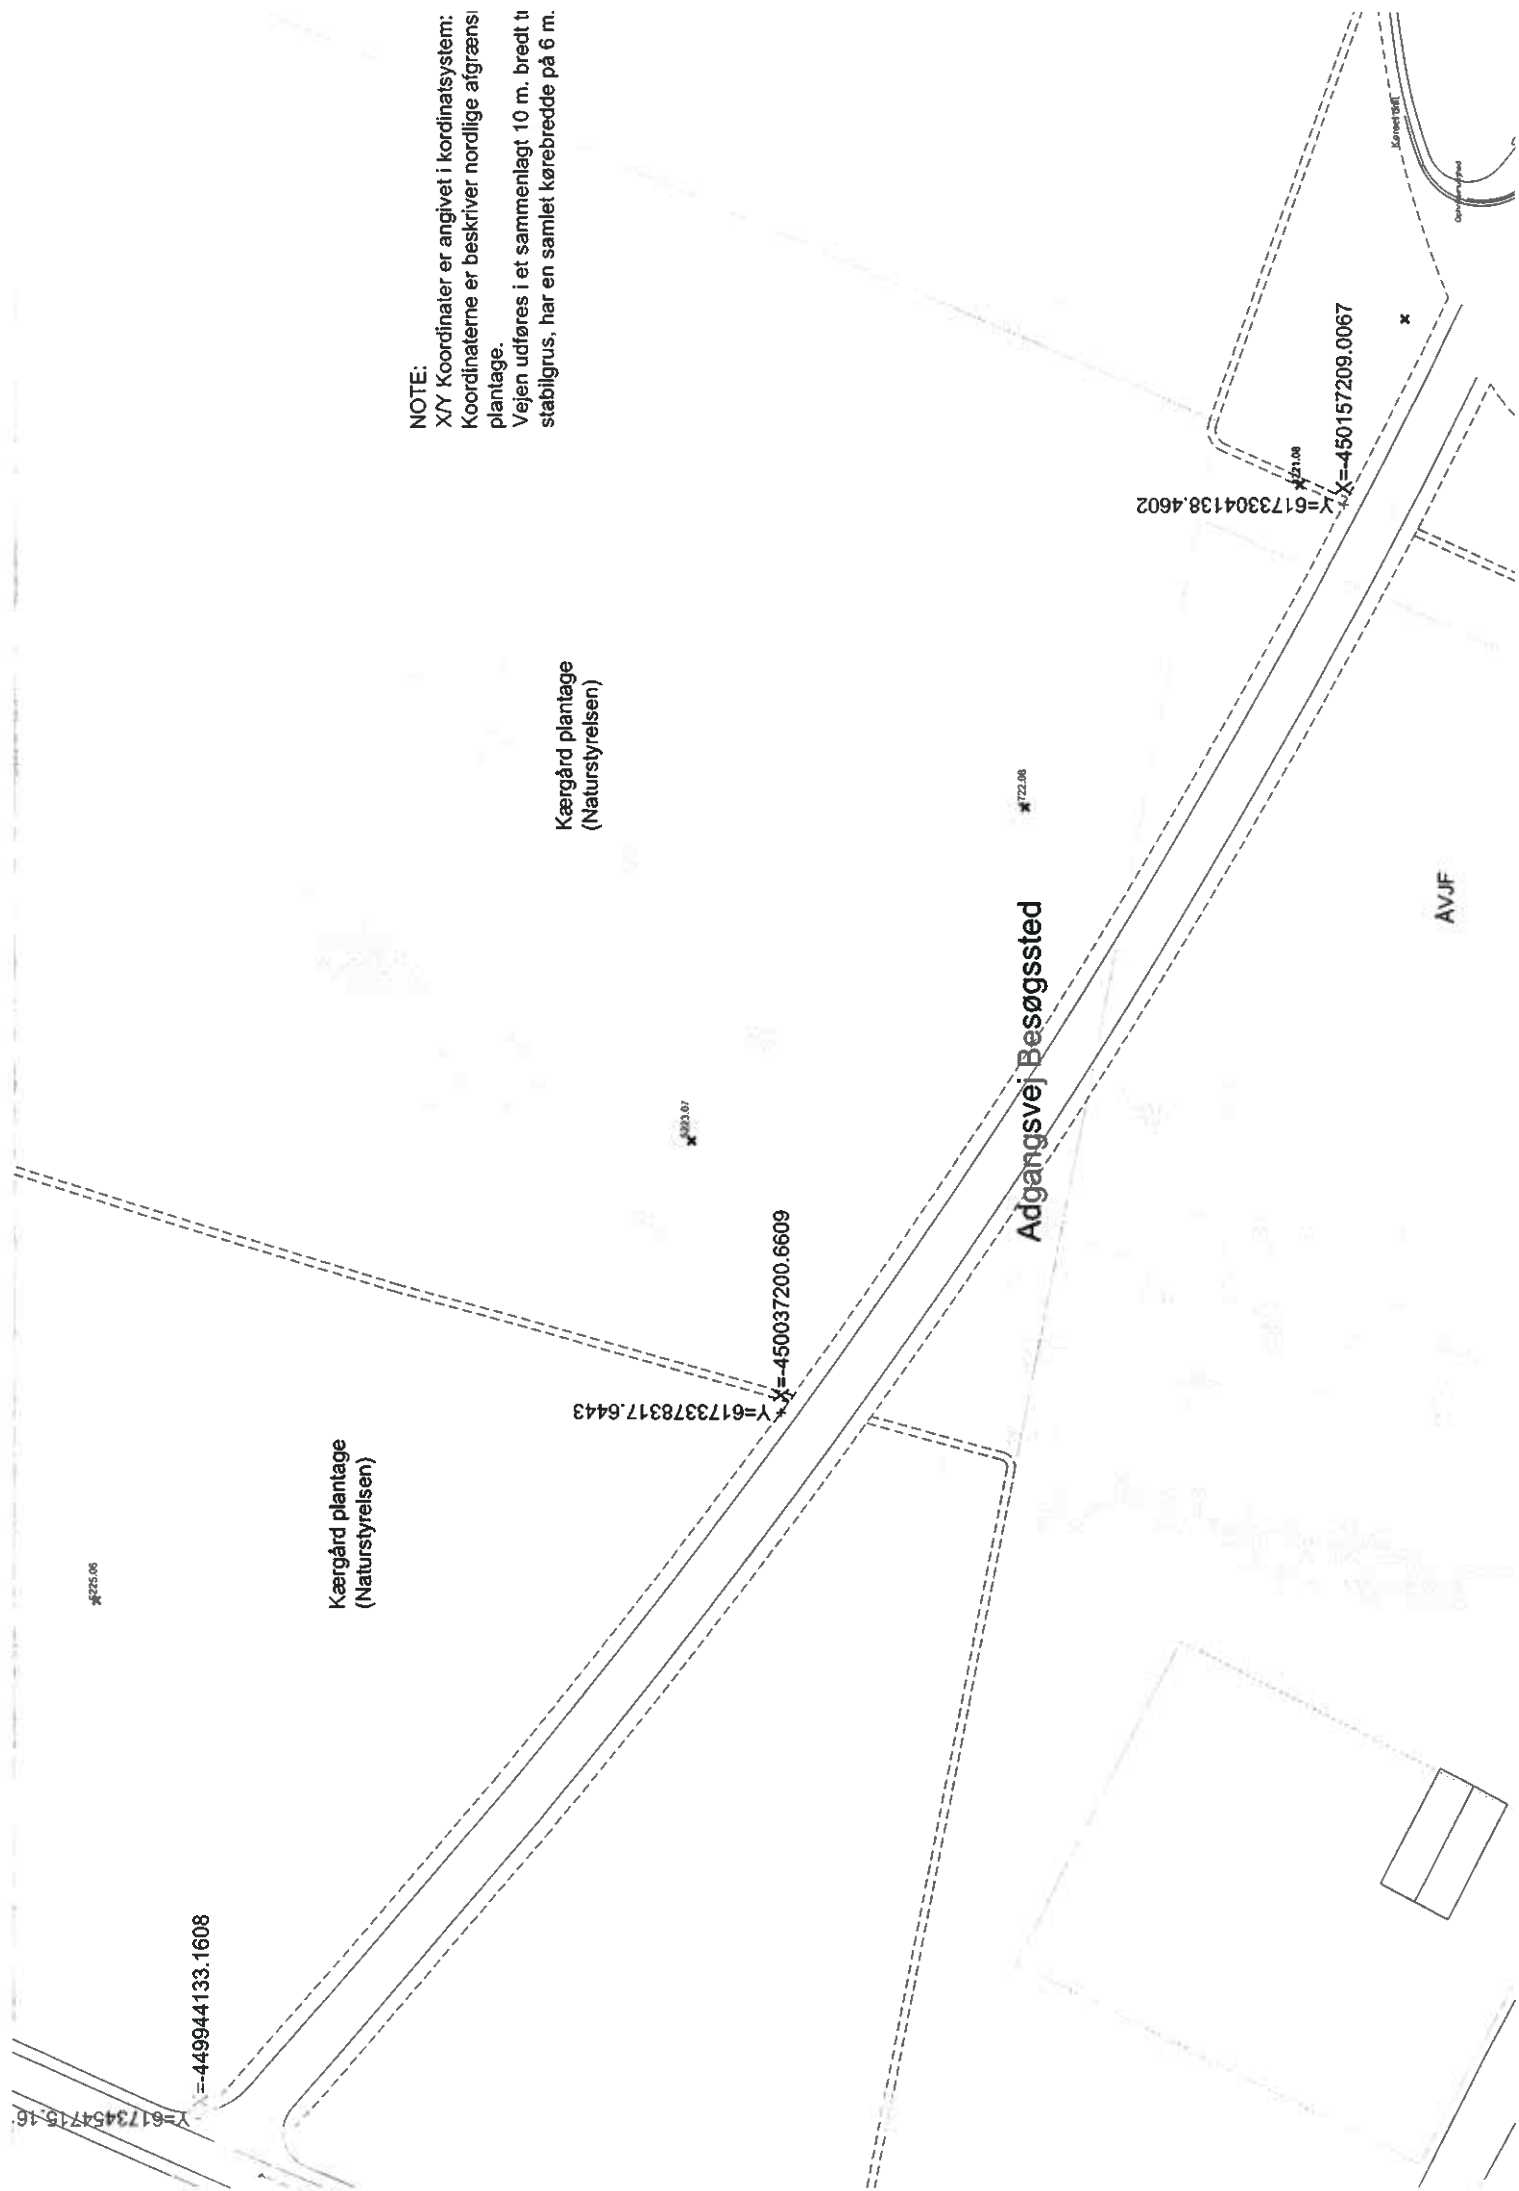 NOTE:
X/Y Koordinater er angivet i kordinatsystem:
Koordinaterne er beskriver nordlige afgræns
plantage.
Vejen udføres i et sammenlagt 10 m. bredt
stabilgrus, har en samlet kørebredde på 6 m.
Kærgård plantage
(Naturstyrelsen)
Kærgård plantage
(Naturstyrelsen)
X=-449944133.1608
Y=6173454715.16
X=-450037200.6609
Y=6173378317.6443
X=-450157209.0067
Y=6173304138.4602
Adgangsvej Besøgssted
AVJF